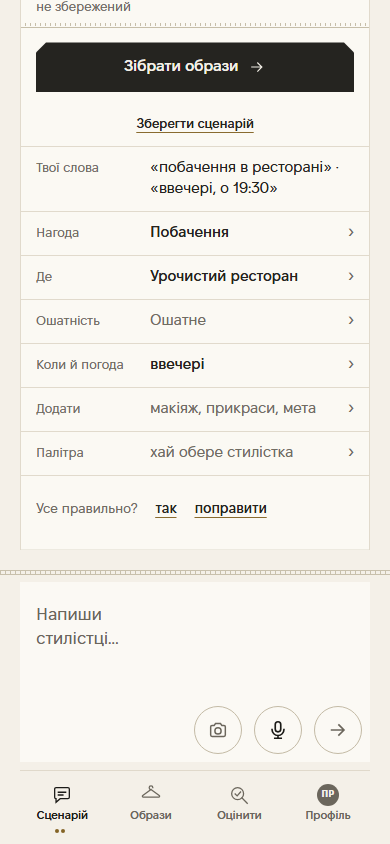 не збережений
Зібрати образи →
Зберегти сценарій
Твої слова
«побачення в ресторані» ·
«ввечері, о 19:30»
Нагода
Побачення
Де
Урочистий ресторан
Ошатність
Ошатне
Коли й погода
ввечері
Додати
макіяж, прикраси, мета
Палітра
хай обере стилістка
Усе правильно? так поправити
Напиши
стилістці...
Сценарій
Образи
Оцінити
ПР
Профіль